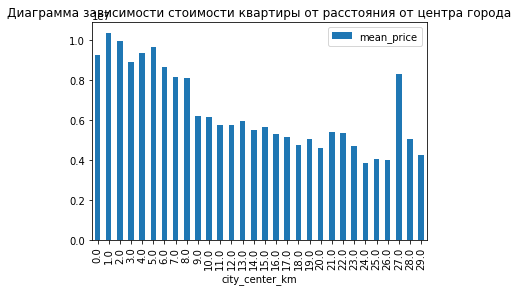 Диаграмма зависимости стоимости квартиры от расстояния от центра города
1e7
mean_price
1.0
0.8
0.6
0.4
0.2
0.0
0.0 1.0 2.0 3.0 4.0 5.0 6.0 7.0 8.0 9.0 10.0 11.0 12.0 13.0 14.0 15.0 16.0 17.0 18.0 19.0 20.0 21.0 22.0 23.0 24.0 25.0 26.0 27.0 28.0 29.0
city_center_km